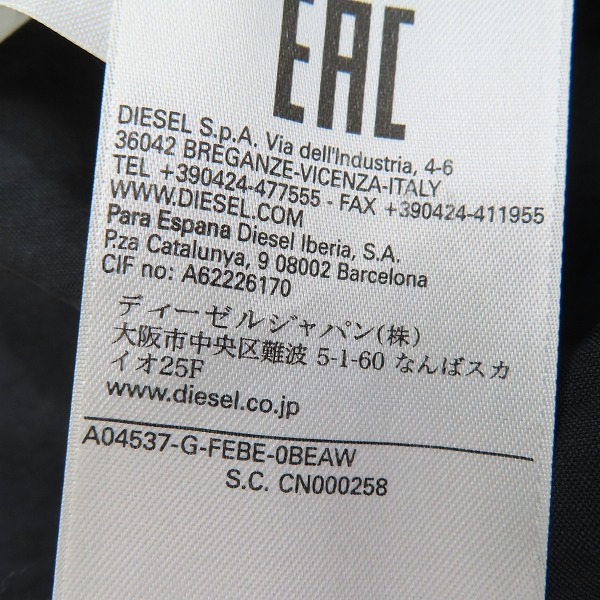 EAC
DIESEL S.p.A. Via dell'Industria, 4-6
36042 BREGANZE-VICENZA-ITALY
TEL +390424-477555 - FAX +390424-411955
WWW.DIESEL.COM
Para Espana Diesel Iberia, S.A.
P.za Catalunya, 9 08002 Barcelona
CIF no: A62226170
ディーゼルジャパン(株)
大阪市中央区難波 5-1-60 なんばスカ
イオ25F
www.diesel.co.jp
A04537-G-FEBE-0BEAW
S.C. CN000258